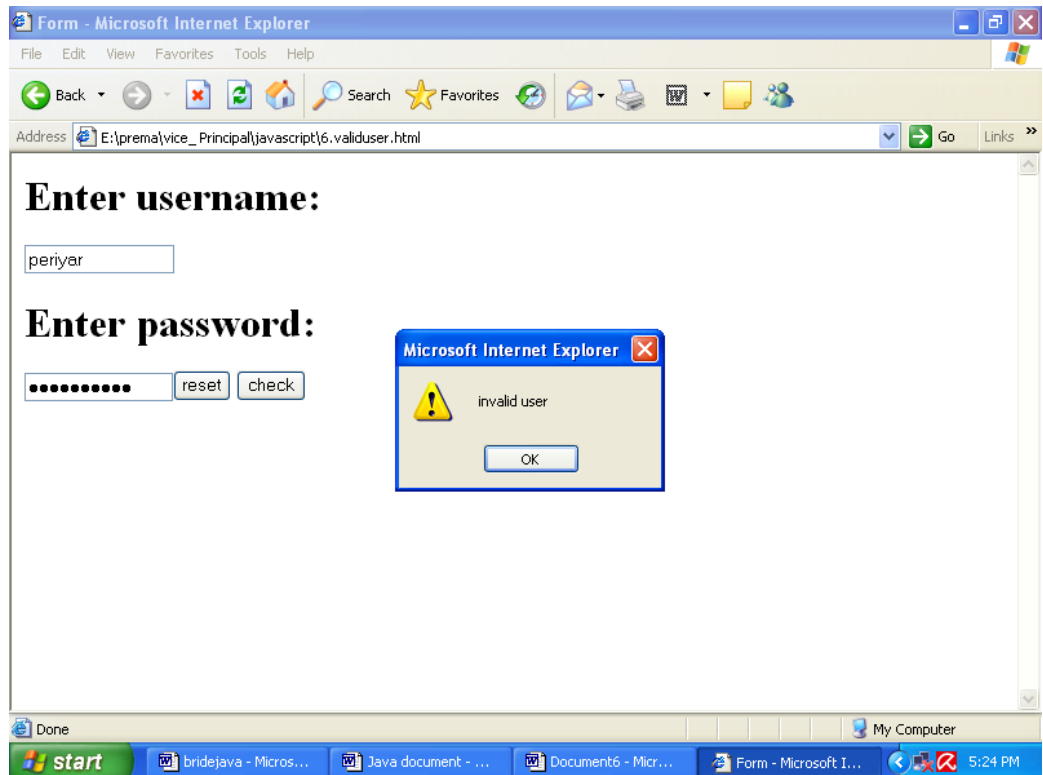 Form - Microsoft Internet Explorer
File Edit View Favorites Tools Help
Back Search Favorites
Address E:\prema\vice_ Principal\javascript\6.validuser.html Go Links »
Enter username:
periyar
Enter password:
●●●●●●●●●● reset check
Microsoft Internet Explorer
invalid user
OK
Done My Computer
start bridejava - Micros... Java document - ... Document6 - Micr... Form - Microsoft I... 5:24 PM